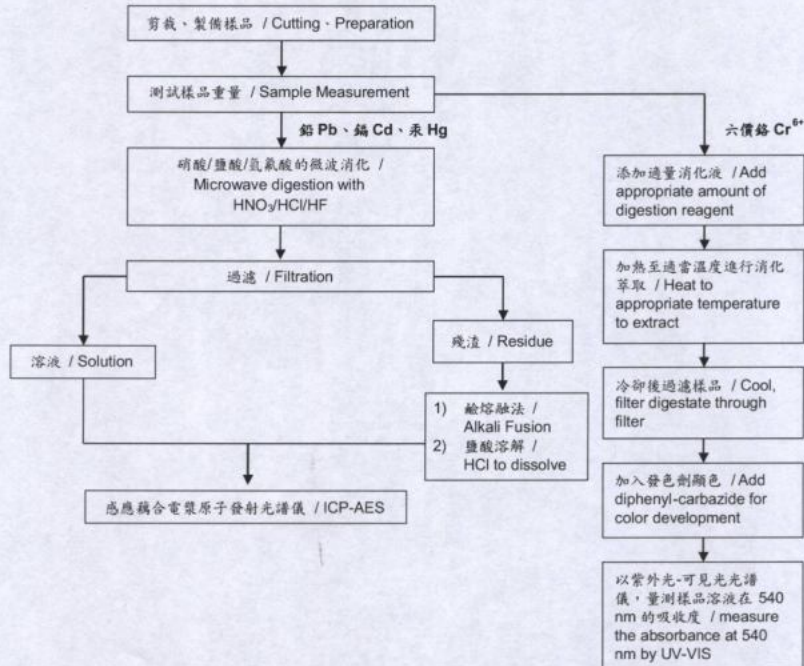 剪裁、製備樣品 / Cutting、Preparation
測試樣品重量 / Sample Measurement
鉛 Pb、鎘 Cd、汞 Hg
六價鉻 Cr⁶⁺
硝酸/鹽酸/氫氟酸的微波消化 /
Microwave digestion with
HNO₃/HCl/HF
過濾 / Filtration
溶液 / Solution
殘渣 / Residue
1) 鹼熔融法 /
Alkali Fusion
2) 鹽酸溶解 /
HCl to dissolve
感應藕合電漿原子發射光譜儀 / ICP-AES
添加適量消化液 / Add
appropriate amount of
digestion reagent
加熱至適當溫度進行消化
萃取 / Heat to
appropriate temperature
to extract
冷卻後過濾樣品 / Cool,
filter digestate through
filter
加入發色劑顯色 / Add
diphenyl-carbazide for
color development
以紫外光-可見光光譜
儀，量測樣品溶液在 540
nm 的吸收度 / measure
the absorbance at 540
nm by UV-VIS